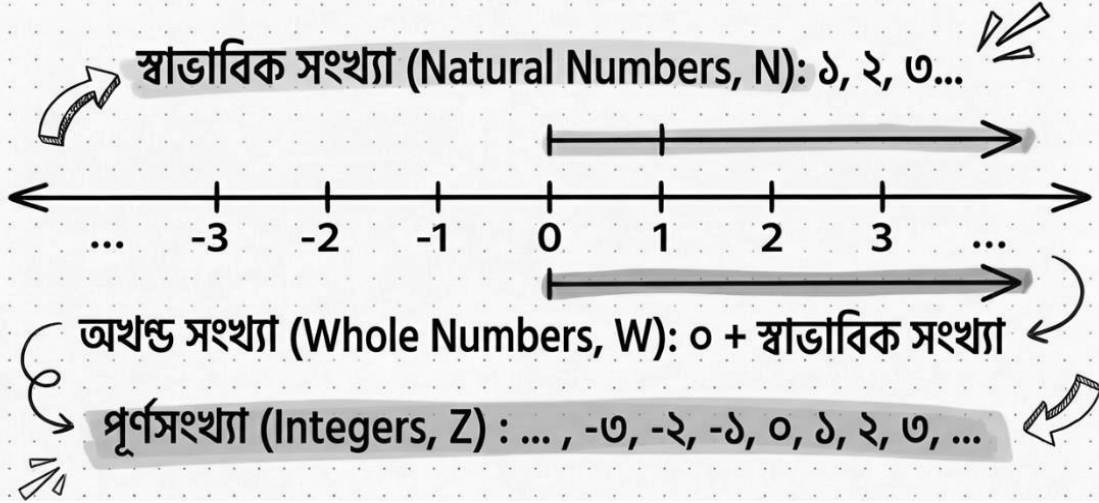 স্বাভাবিক সংখ্যা (Natural Numbers, N): ১, ২, ৩...
... -3 -2 -1 0 1 2 3 ...
অখণ্ড সংখ্যা (Whole Numbers, W): ০ + স্বাভাবিক সংখ্যা
পূর্ণসংখ্যা (Integers, Z) : ... , -৩, -২, -১, ০, ১, ২, ৩, ...